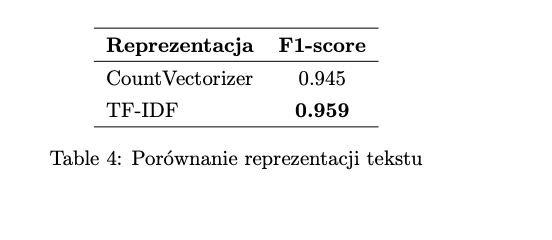 Reprezentacja F1-score
CountVectorizer 0.945
TF-IDF 0.959
Table 4: Porównanie reprezentacji tekstu